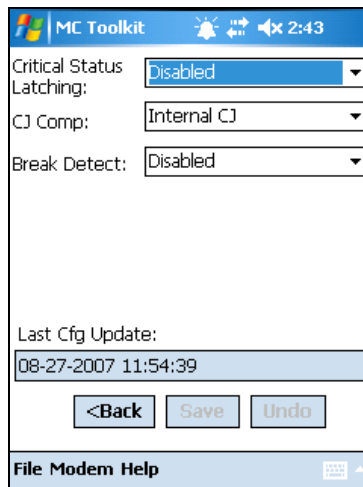 MC Toolkit 2:43
Critical Status
Latching: Disabled
CJ Comp: Internal CJ
Break Detect: Disabled
Last Cfg Update:
08-27-2007 11:54:39
<Back Save Undo
File Modem Help